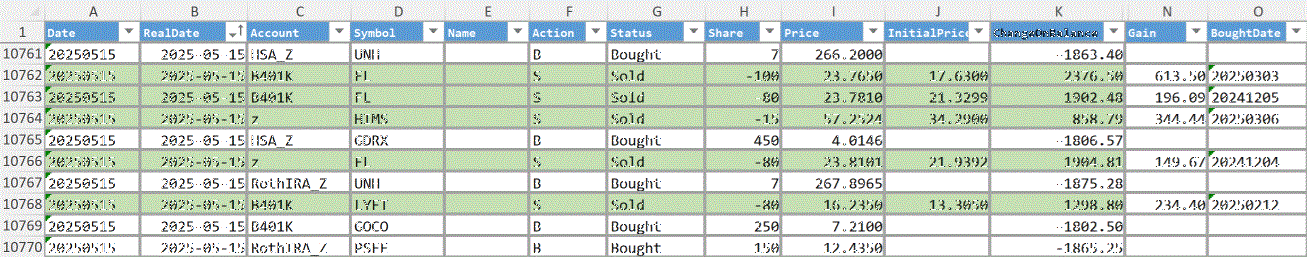 A B C D E F G H I J K N O
1 Date RealDate Account Symbol Name Action Status Share Price InitialPrice ChangeOnBalance Gain BoughtDate
10761 20250515 2025-05-15 HSA_Z UNH B Bought 7 266.2000 -1863.40
10762 20250515 2025-05-15 B401K FL S Sold -100 23.7650 17.6300 2376.50 613.50 20250303
10763 20250515 2025-05-15 B401K FL S Sold -80 23.7810 21.3299 1902.48 196.09 20241205
10764 20250515 2025-05-15 z HIMS S Sold -15 57.2524 34.2900 858.79 344.44 20250306
10765 20250515 2025-05-15 HSA_Z GDRX B Bought 450 4.0146 -1806.57
10766 20250515 2025-05-15 z FL S Sold -80 23.8101 21.9392 1904.81 149.67 20241204
10767 20250515 2025-05-15 RothIRA_Z UNH B Bought 7 267.8965 -1875.28
10768 20250515 2025-05-15 B401K LYFT S Sold -80 16.2350 13.3050 1298.80 234.40 20250212
10769 20250515 2025-05-15 B401K GOCO B Bought 250 7.2100 -1802.50
10770 20250515 2025-05-15 RothIRA_Z PSFE B Bought 150 12.4350 -1865.25